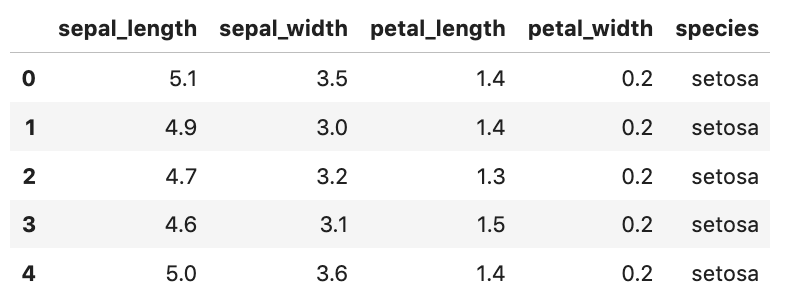 sepal_length sepal_width petal_length petal_width species
0 5.1 3.5 1.4 0.2 setosa
1 4.9 3.0 1.4 0.2 setosa
2 4.7 3.2 1.3 0.2 setosa
3 4.6 3.1 1.5 0.2 setosa
4 5.0 3.6 1.4 0.2 setosa